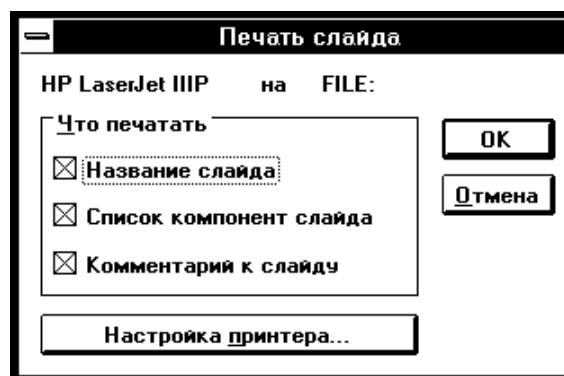 Печать слайда
HP LaserJet IIIP на FILE:
Что печатать
Название слайда
Список компонент слайда
Комментарий к слайду
OK
Отмена
Настройка принтера...